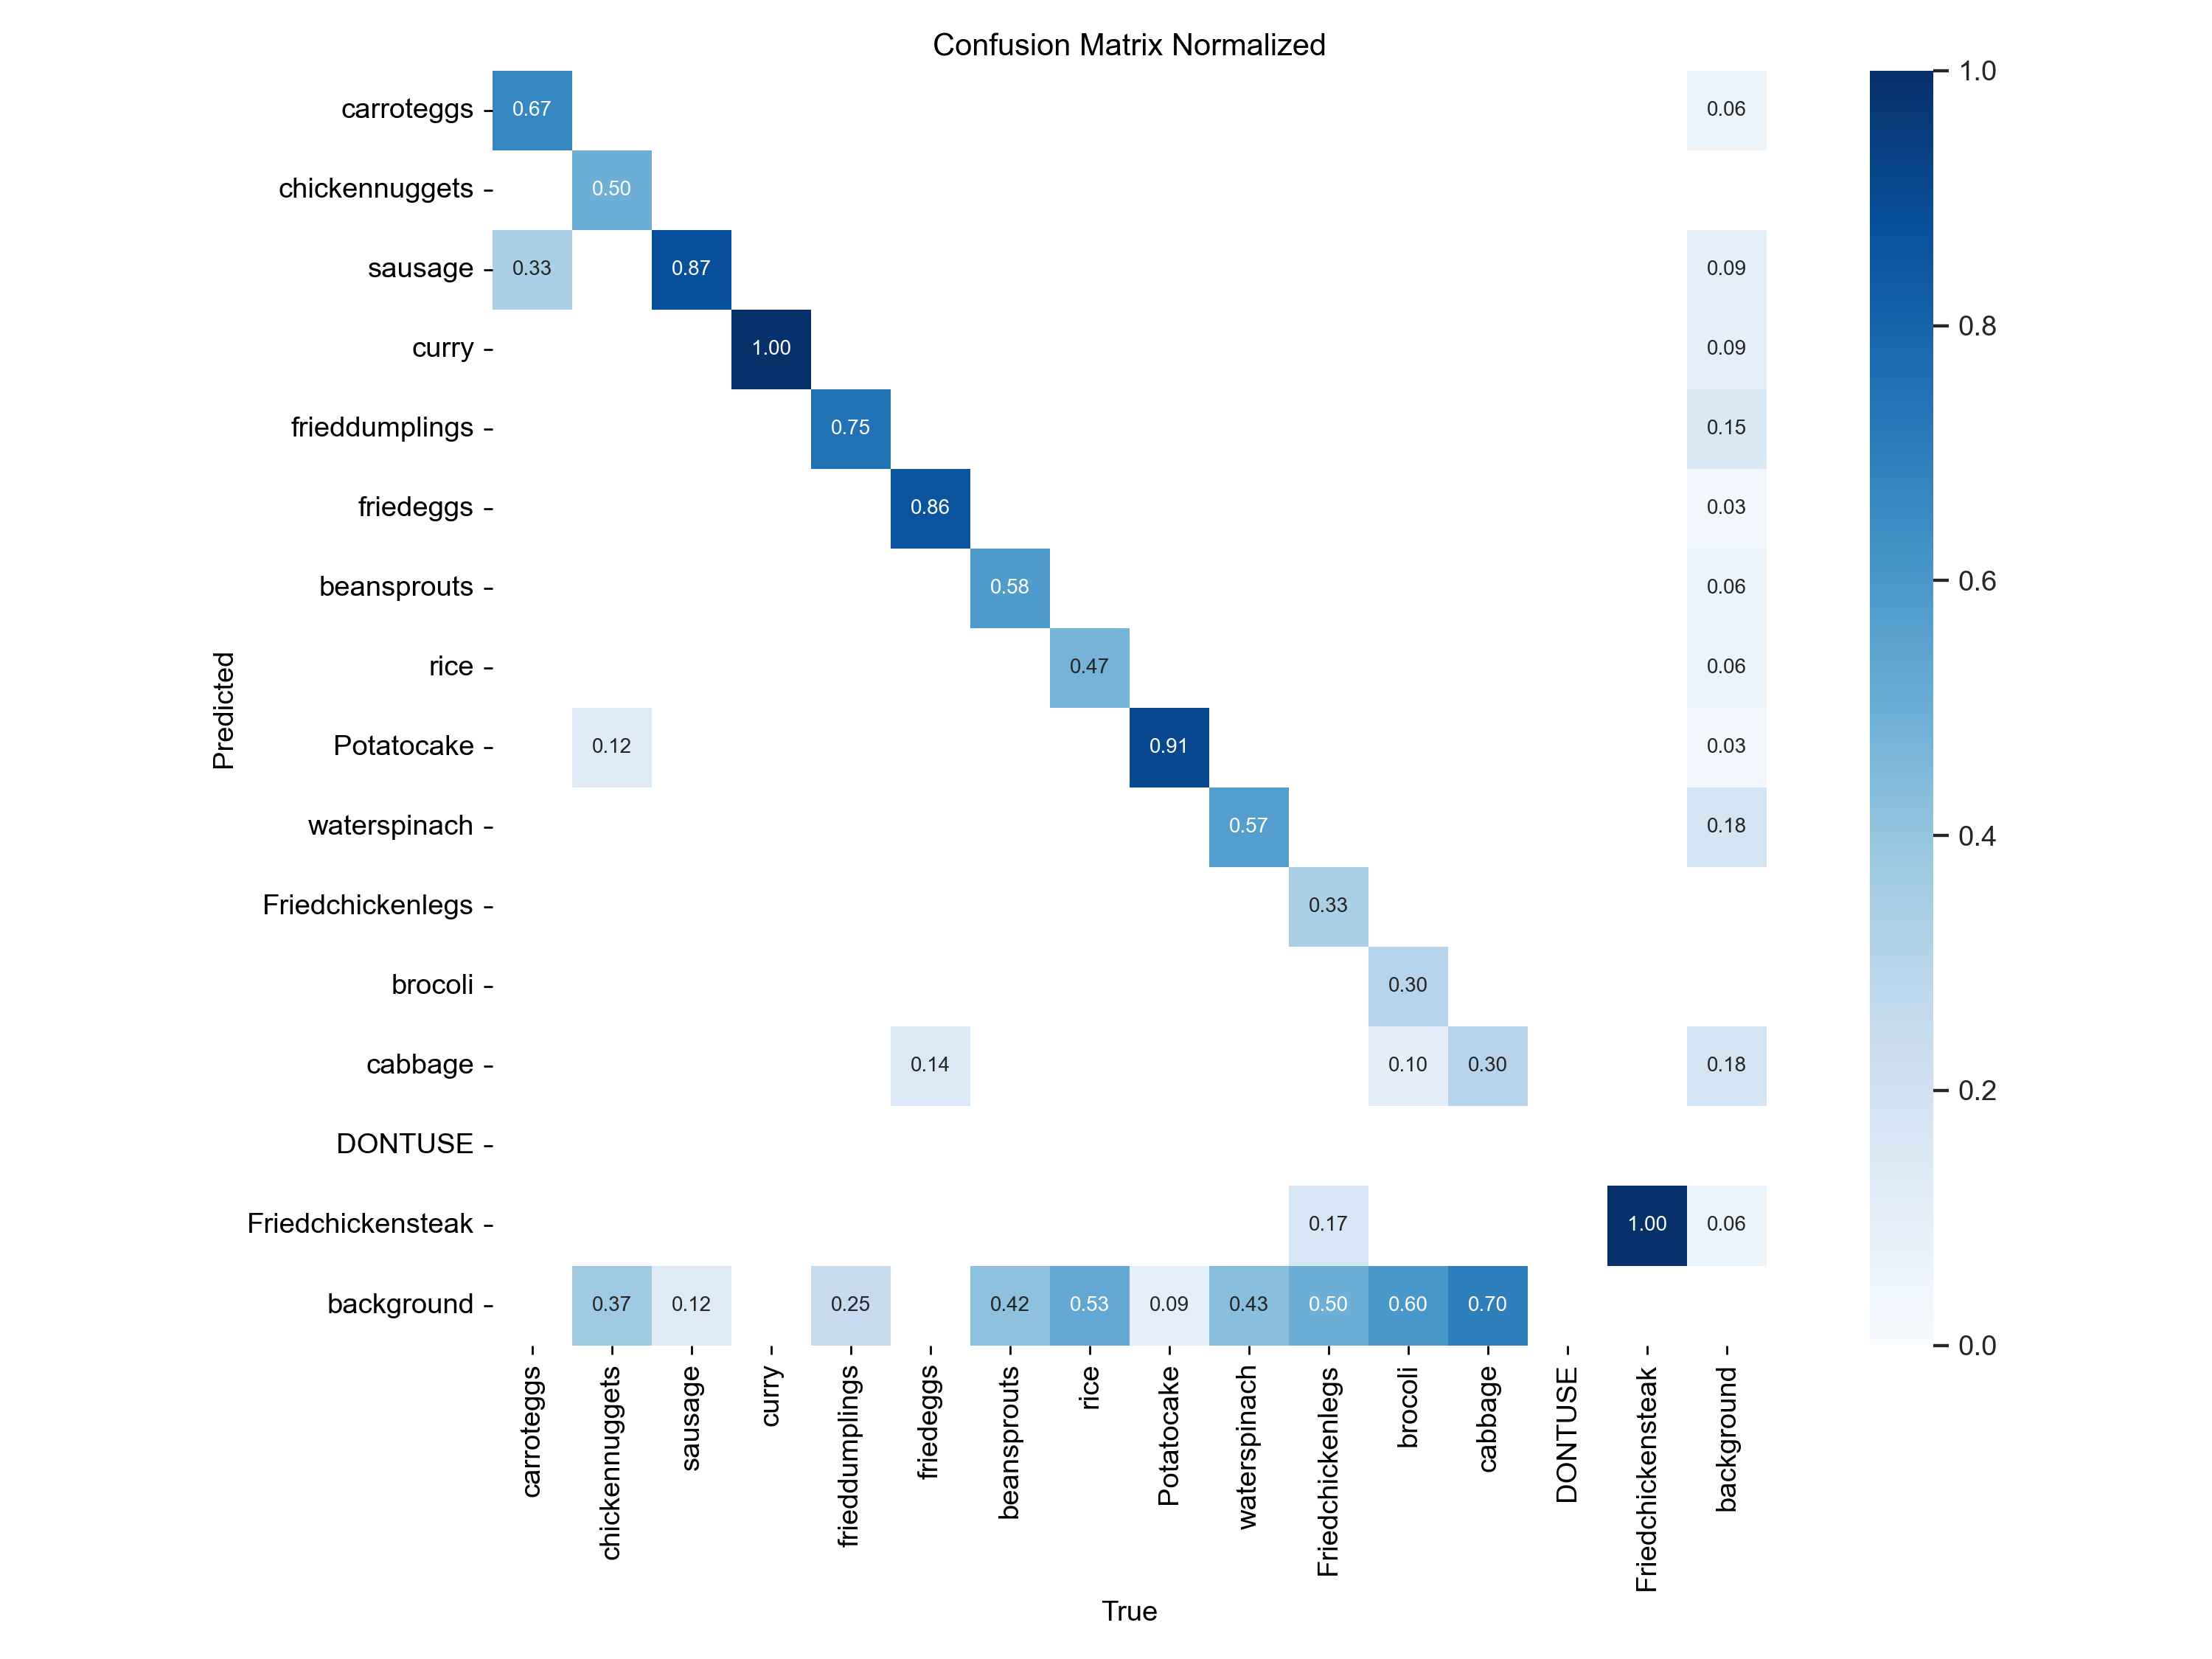 Confusion Matrix Normalized
Predicted
carroteggs 0.67 0.06
chickennuggets 0.50
sausage 0.33 0.87 0.09
curry 1.00 0.09
frieddumplings 0.75 0.15
friedeggs 0.86 0.03
beansprouts 0.58 0.06
rice 0.47 0.06
Potatocake 0.12 0.91 0.03
waterspinach 0.57 0.18
Friedchickenlegs 0.33
brocoli 0.30
cabbage 0.14 0.10 0.30 0.18
DONTUSE
Friedchickensteak 0.17 1.00 0.06
background 0.37 0.12 0.25 0.42 0.53 0.09 0.43 0.50 0.60 0.70
carroteggs
chickennuggets
sausage
curry
frieddumplings
friedeggs
beansprouts
rice
Potatocake
waterspinach
Friedchickenlegs
brocoli
cabbage
DONTUSE
Friedchickensteak
background
True
1.0
0.8
0.6
0.4
0.2
0.0